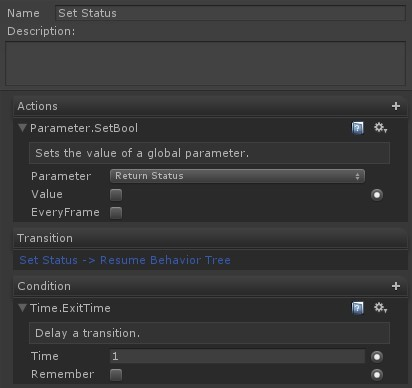 Name Set Status
Description:
Actions +
Parameter.SetBool
Sets the value of a global parameter.
Parameter Return Status
Value
EveryFrame
Transition
Set Status -> Resume Behavior Tree
Condition +
Time.ExitTime
Delay a transition.
Time 1
Remember